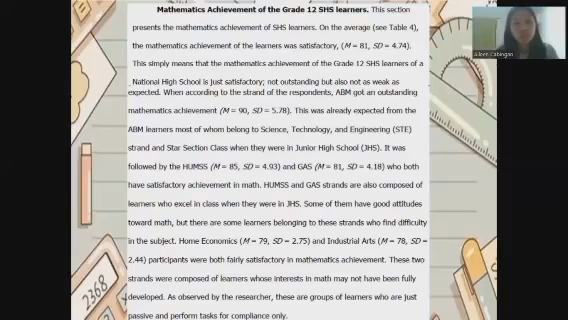 Mathematics Achievement of the Grade 12 SHS learners. This section
presents the mathematics achievement of SHS learners. On the average (see Table 4),
the mathematics achievement of the learners was satisfactory, (M = 81, SD = 4.74).
This simply means that the mathematics achievement of the Grade 12 SHS learners of a
National High School is just satisfactory; not outstanding but also not as weak as
expected. When according to the strand of the respondents, ABM got an outstanding
mathematics achievement (M = 90, SD = 5.78). This was already expected from the
ABM learners most of whom belong to Science, Technology, and Engineering (STE)
strand and Star Section Class when they were in Junior High School (JHS). It was
followed by the HUMSS (M = 85, SD = 4.93) and GAS (M = 81, SD = 4.18) who both
have satisfactory achievement in math. HUMSS and GAS strands are also composed of
learners who excel in class when they were in JHS. Some of them have good attitudes
toward math, but there are some learners belonging to these strands who find difficulty
in the subject. Home Economics (M = 79, SD = 2.75) and Industrial Arts (M = 78, SD =
2.44) participants were both fairly satisfactory in mathematics achievement. These two
strands were composed of learners whose interests in math may not have been fully
developed. As observed by the researcher, these are groups of learners who are just
passive and perform tasks for compliance only.
Aileen Cabingan
2368